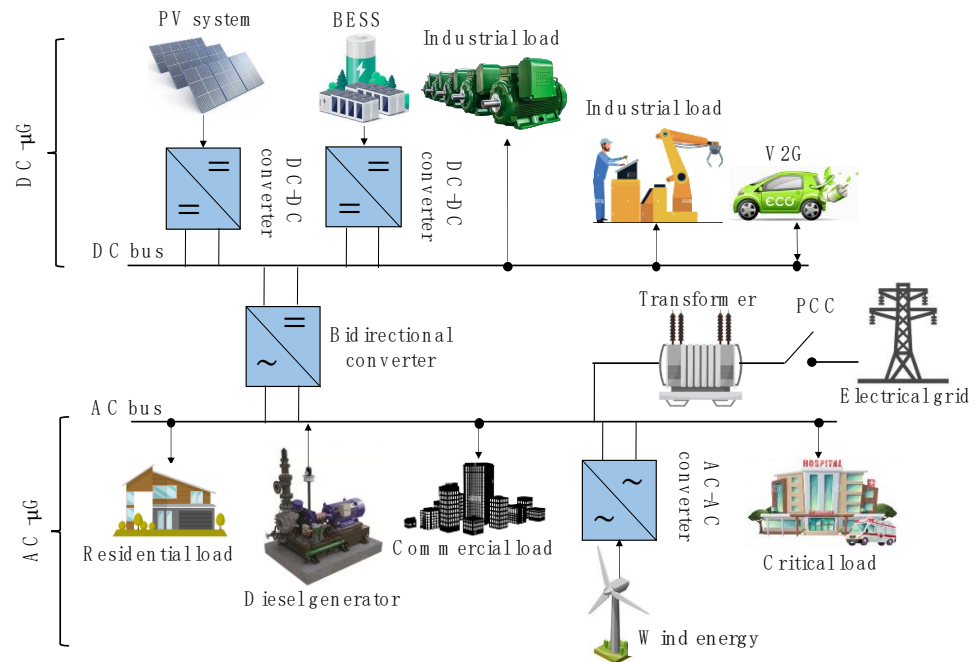 PV system
BESS
Industrial load
Industrial load
V2G
ECO
DC-μG
DC-DC
converter
DC-DC
converter
DC bus
Transformer
PCC
Bidirectional
converter
Electrical grid
AC bus
AC-μG
AC-AC
converter
HOSPITAL
Residential load
Commercial load
Critical load
Diesel generator
Wind energy